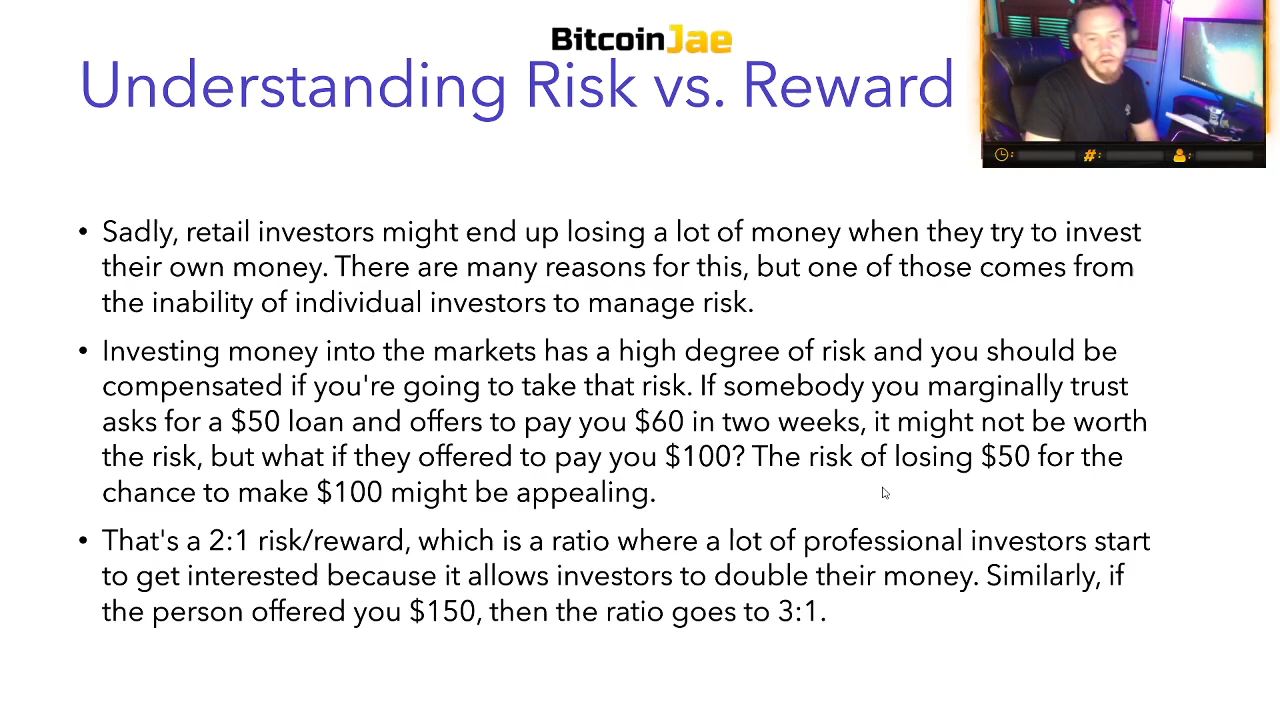 BitcoinJae
Understanding Risk vs. Reward
#:
• Sadly, retail investors might end up losing a lot of money when they try to invest
their own money. There are many reasons for this, but one of those comes from
the inability of individual investors to manage risk.
• Investing money into the markets has a high degree of risk and you should be
compensated if you're going to take that risk. If somebody you marginally trust
asks for a $50 loan and offers to pay you $60 in two weeks, it might not be worth
the risk, but what if they offered to pay you $100? The risk of losing $50 for the
chance to make $100 might be appealing.
• That's a 2:1 risk/reward, which is a ratio where a lot of professional investors start
to get interested because it allows investors to double their money. Similarly, if
the person offered you $150, then the ratio goes to 3:1.